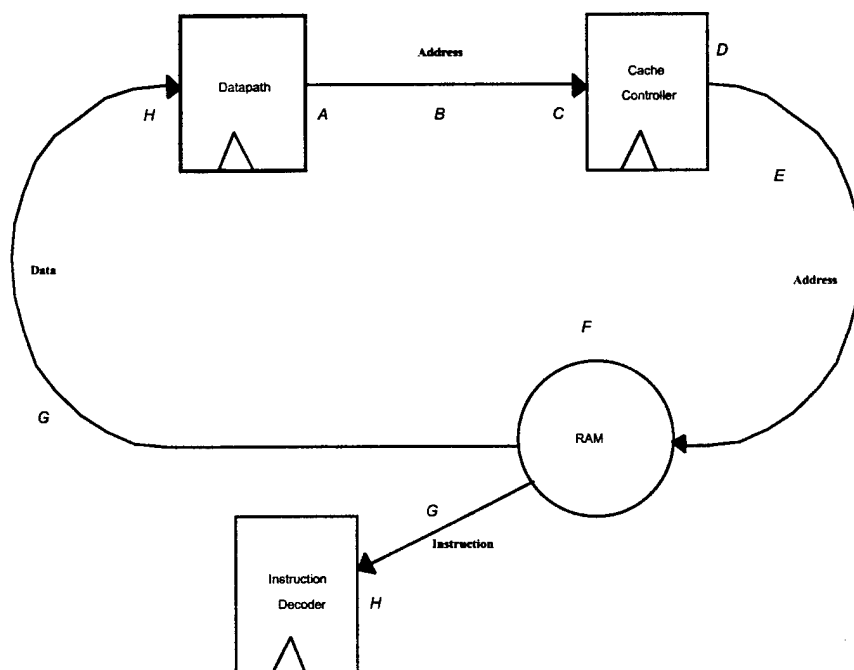 Address
Datapath
Cache
Controller
D
H
A
B
C
E
Data
Address
F
G
RAM
G
Instruction
Instruction
Decoder
H